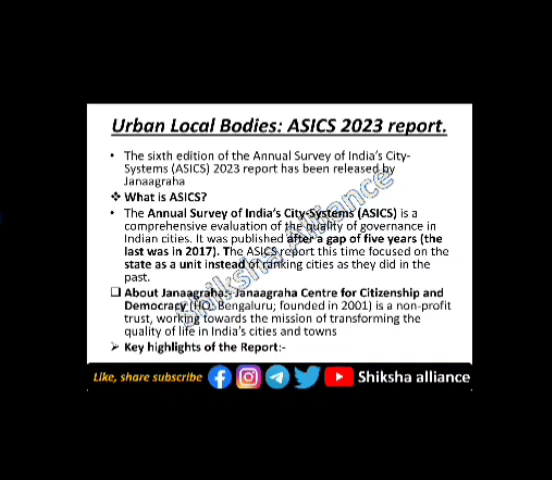 Urban Local Bodies: ASICS 2023 report.
• The sixth edition of the Annual Survey of India's City-
Systems (ASICS) 2023 report has been released by
Janaagraha
❖ What is ASICS?
• The Annual Survey of India's City-Systems (ASICS) is a
comprehensive evaluation of the quality of governance in
Indian cities. It was published after a gap of five years (the
last was in 2017). The ASICS report this time focused on the
state as a unit instead of ranking cities as they did in the
past.
❑ About Janaagraha:- Janaagraha Centre for Citizenship and
Democracy (HQ: Bengaluru; founded in 2001) is a non-profit
trust, working towards the mission of transforming the
quality of life in India's cities and towns
➢ Key highlights of the Report:-
Shiksha Alliance
Like, share subscribe Shiksha alliance